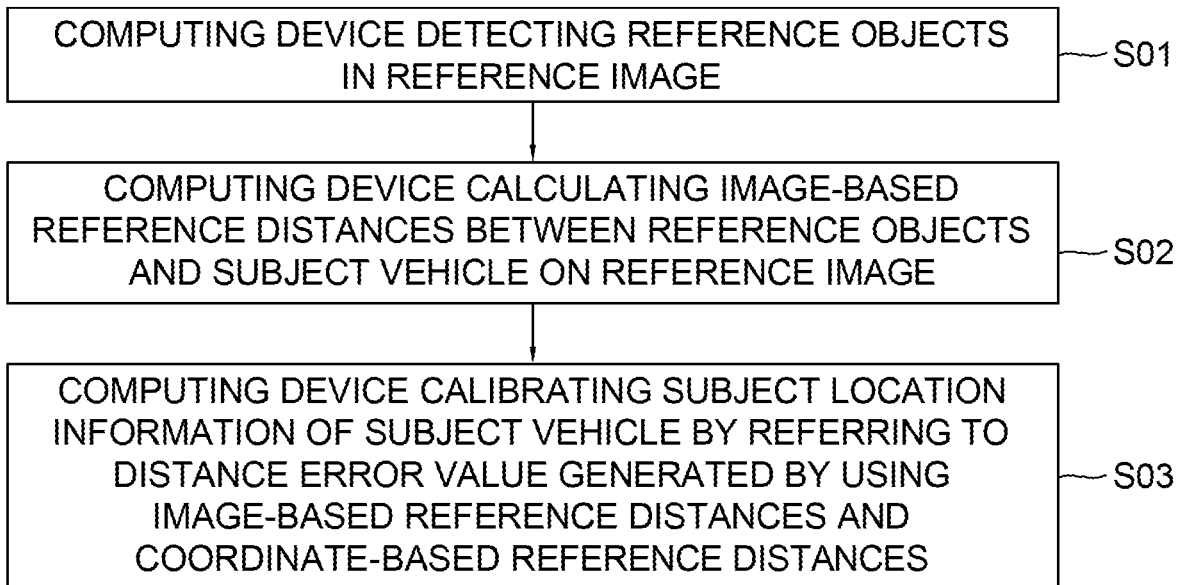 COMPUTING DEVICE DETECTING REFERENCE OBJECTS
IN REFERENCE IMAGE
S01
COMPUTING DEVICE CALCULATING IMAGE-BASED
REFERENCE DISTANCES BETWEEN REFERENCE OBJECTS
AND SUBJECT VEHICLE ON REFERENCE IMAGE
S02
COMPUTING DEVICE CALIBRATING SUBJECT LOCATION
INFORMATION OF SUBJECT VEHICLE BY REFERRING TO
DISTANCE ERROR VALUE GENERATED BY USING
IMAGE-BASED REFERENCE DISTANCES AND
COORDINATE-BASED REFERENCE DISTANCES
S03